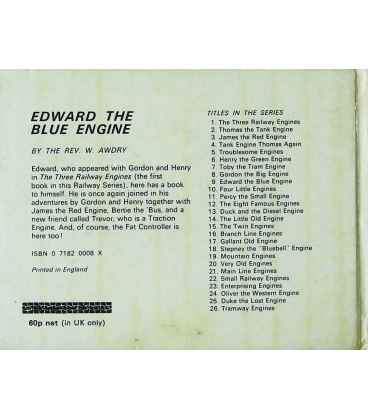 EDWARD THE
BLUE ENGINE
BY THE REV. W. AWDRY
Edward, who appeared with Gordon and Henry
in The Three Railway Engines (the first
book in this Railway Series), here has a book
to himself. He is once again joined in his
adventures by Gordon and Henry together with
James the Red Engine, Bertie the 'Bus, and a
new friend called Trevor, who is a Traction
Engine. And, of course, the Fat Controller is
here too!
ISBN 0 7182 0008 X
Printed in England
60p net (in UK only)
TITLES IN THE SERIES
1. The Three Railway Engines
2. Thomas the Tank Engine
3. James the Red Engine
4. Tank Engine Thomas Again
5. Troublesome Engines
6. Henry the Green Engine
7. Toby the Tram Engine
8. Gordon the Big Engine
9. Edward the Blue Engine
10. Four Little Engines
11. Percy the Small Engine
12. The Eight Famous Engines
13. Duck and the Diesel Engine
14. The Little Old Engine
15. The Twin Engines
16. Branch Line Engines
17. Gallant Old Engine
18. Stepney the "Bluebell" Engine
19. Mountain Engines
20. Very Old Engines
21. Main Line Engines
22. Small Railway Engines
23. Enterprising Engines
24. Oliver the Western Engine
25. Duke the Lost Engine
26. Tramway Engines